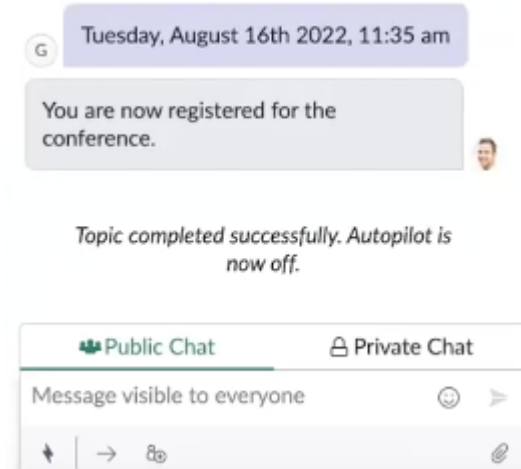 Tuesday, August 16th 2022, 11:35 am
G
You are now registered for the
conference.
Topic completed successfully. Autopilot is
now off.
Public Chat
Private Chat
Message visible to everyone